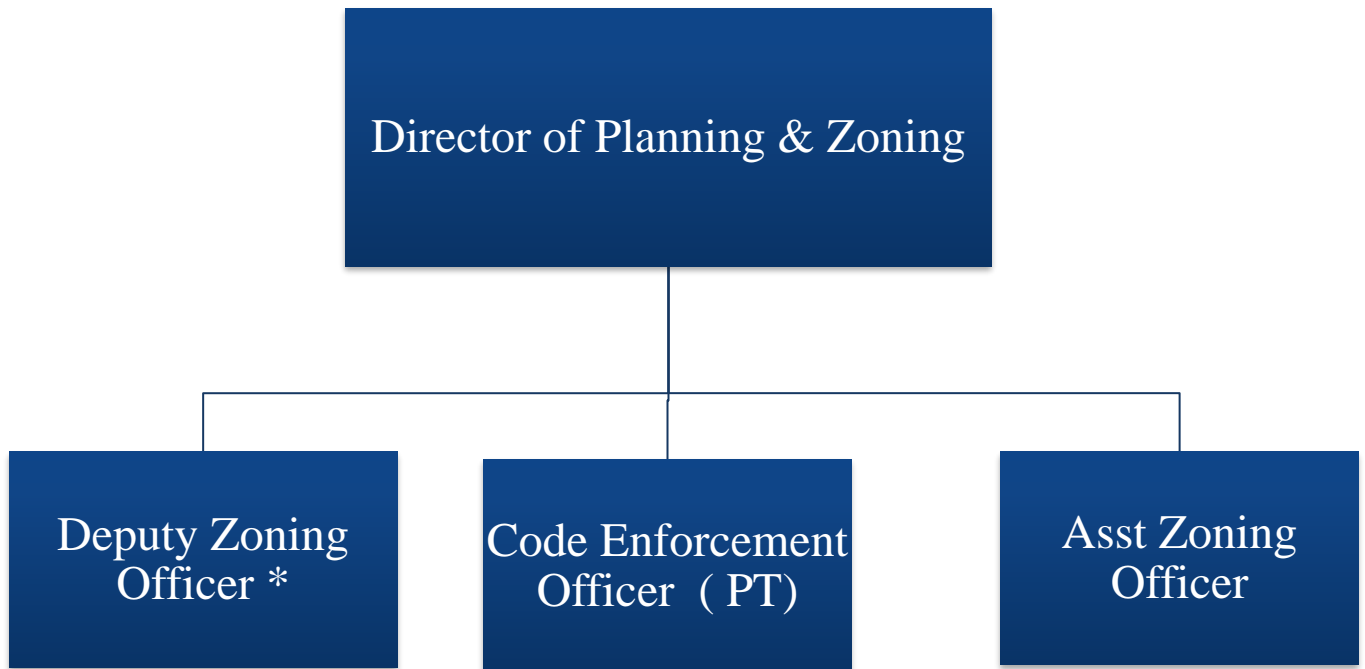 Director of Planning & Zoning
Deputy Zoning
Officer *
Code Enforcement
Officer ( PT)
Asst Zoning
Officer